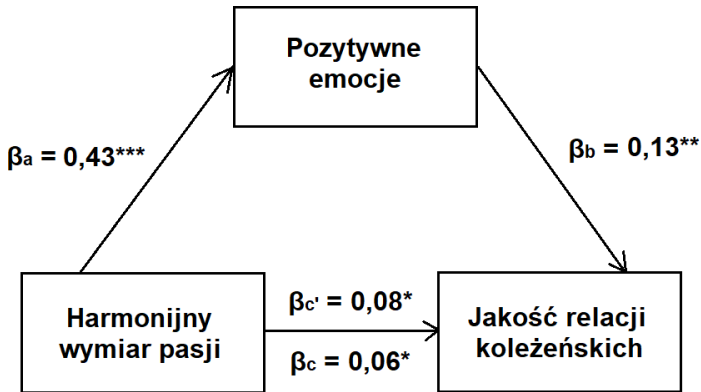 Pozytywne
emocje
βa = 0,43***
βb = 0,13**
Harmonijny
wymiar pasji
βc' = 0,08*
βc = 0,06*
Jakość relacji
koleżeńskich